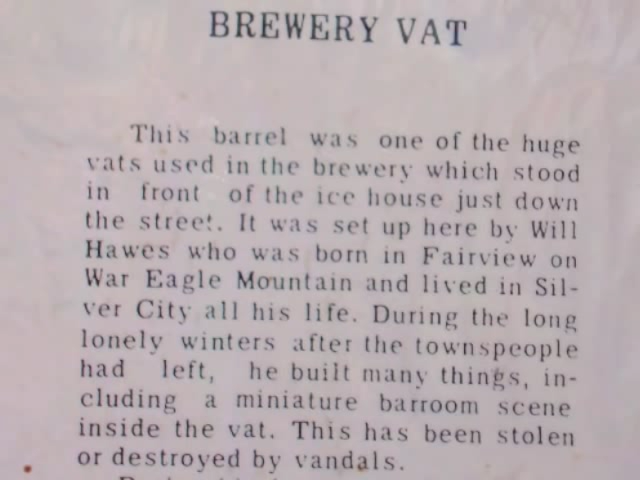 BREWERY VAT
This barrel was one of the huge
vats used in the brewery which stood
in front of the ice house just down
the street. It was set up here by Will
Hawes who was born in Fairview on
War Eagle Mountain and lived in Sil-
ver City all his life. During the long
lonely winters after the townspeople
had left, he built many things, in-
cluding a miniature barroom scene
inside the vat. This has been stolen
or destroyed by vandals.